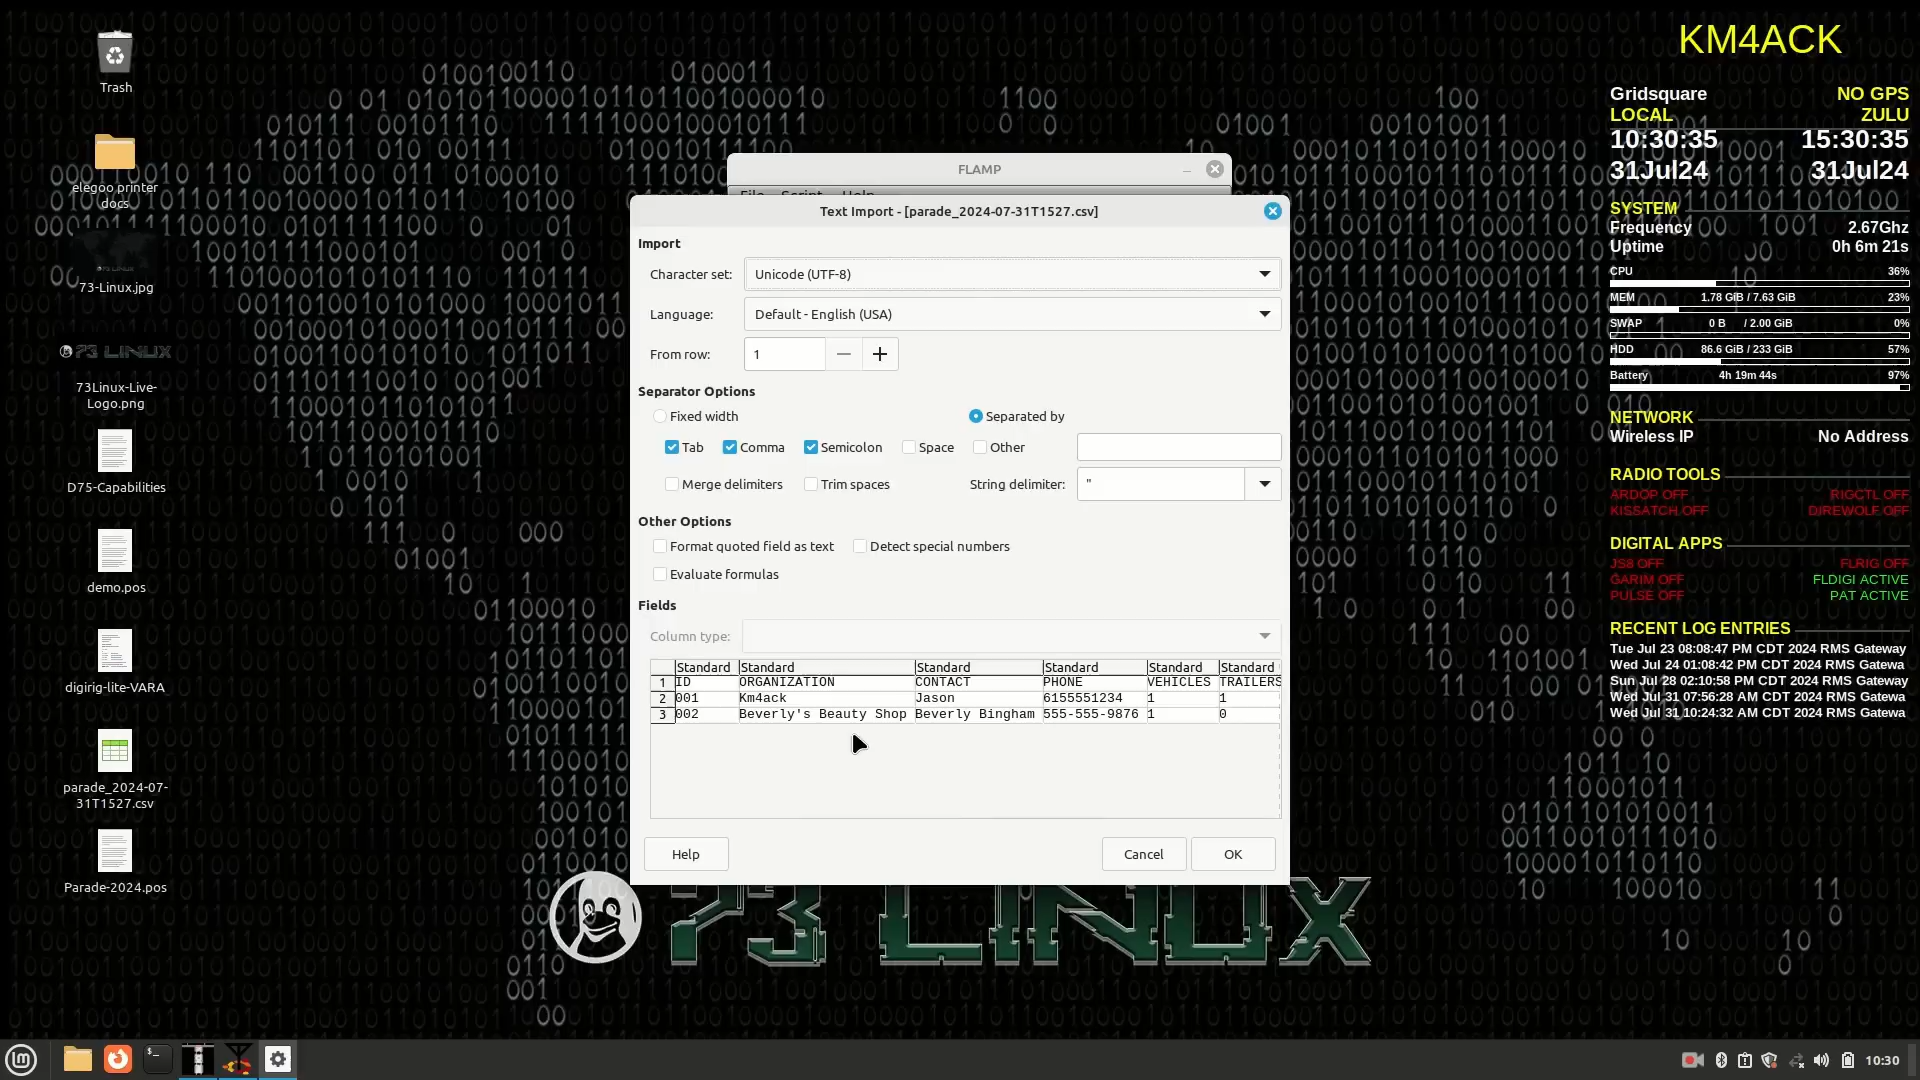 Trash
elegoo printer
docs
73-Linux.jpg
73 LINUX
73Linux-Live-
Logo.png
D75-Capabilities
demo.pos
digirig-lite-VARA
parade_2024-07-
31T1527.csv
Parade-2024.pos
FLAMP
File Script Help
Text Import - [parade_2024-07-31T1527.csv]
Import
Character set: Unicode (UTF-8)
Language: Default - English (USA)
From row: 1
Separator Options
Fixed width Separated by
Tab Comma Semicolon Space Other
Merge delimiters Trim spaces String delimiter: "
Other Options
Format quoted field as text Detect special numbers
Evaluate formulas
Fields
Column type:
Standard Standard Standard Standard Standard Standard
1 ID ORGANIZATION CONTACT PHONE VEHICLES TRAILERS
2 001 Km4ack Jason 6155551234 1 1
3 002 Beverly's Beauty Shop Beverly Bingham 555-555-9876 1 0
Help Cancel OK
73 LINUX
KM4ACK
Gridsquare NO GPS
LOCAL ZULU
10:30:35 15:30:35
31Jul24 31Jul24
SYSTEM
Frequency 2.67Ghz
Uptime 0h 6m 21s
CPU 36%
MEM 1.78 GiB / 7.63 GiB 23%
SWAP 0 B / 2.00 GiB 0%
HDD 86.6 GiB / 233 GiB 57%
Battery 4h 19m 44s 97%
NETWORK
Wireless IP No Address
RADIO TOOLS
ARDOP OFF RIGCTL OFF
KISSATCH OFF DIREWOLF OFF
DIGITAL APPS
JS8 OFF FLRIG OFF
GARIM OFF FLDIGI ACTIVE
PULSE OFF PAT ACTIVE
RECENT LOG ENTRIES
Tue Jul 23 08:08:47 PM CDT 2024 RMS Gateway
Wed Jul 24 01:08:42 PM CDT 2024 RMS Gatewa
Sun Jul 28 02:10:58 PM CDT 2024 RMS Gateway
Wed Jul 31 07:56:28 AM CDT 2024 RMS Gatewa
Wed Jul 31 10:24:32 AM CDT 2024 RMS Gatewa
10:30